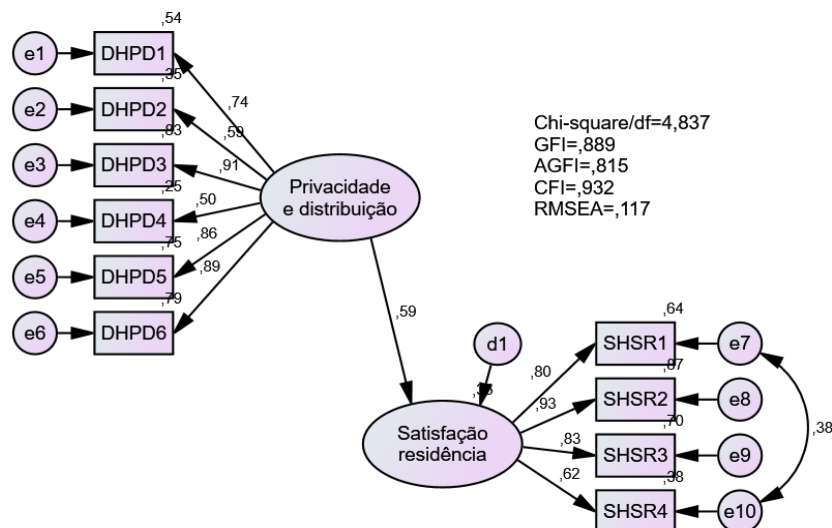 ,54
e1
DHPD1
,35
e2
DHPD2
,83
e3
DHPD3
,25
e4
DHPD4
,75
e5
DHPD5
,79
e6
DHPD6
,74
,59
,91
,50
,86
,89
Privacidade
e distribuição
Chi-square/df=4,837
GFI=,889
AGFI=,815
CFI=,932
RMSEA=,117
,59
d1
Satisfação
residência
,80
,93
,83
,62
,64
SHSR1
e7
,87
SHSR2
e8
,70
SHSR3
e9
,38
SHSR4
e10
,38